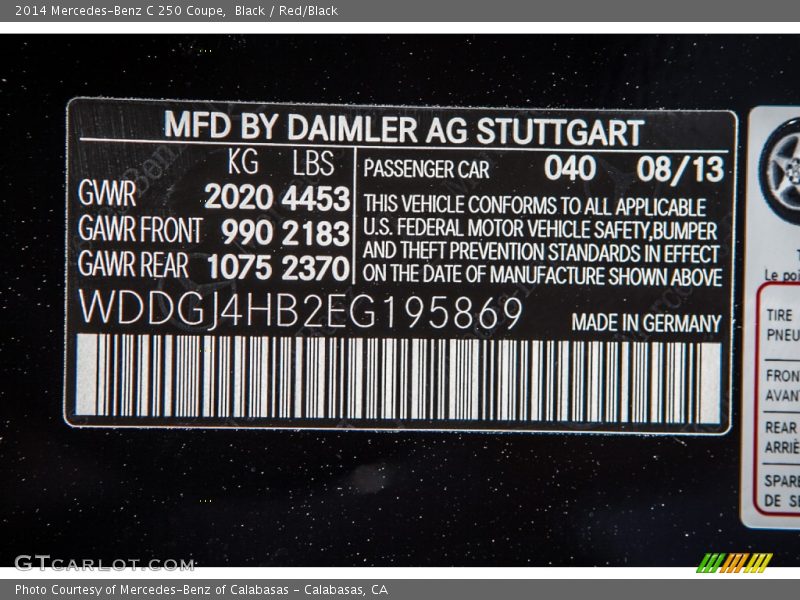 2014 Mercedes-Benz C 250 Coupe,  Black / Red/Black
MFD BY DAIMLER AG STUTTGART
KG LBS
GVWR 2020 4453
GAWR FRONT 990 2183
GAWR REAR 1075 2370
PASSENGER CAR 040 08/13
THIS VEHICLE CONFORMS TO ALL APPLICABLE
U.S. FEDERAL MOTOR VEHICLE SAFETY,BUMPER
AND THEFT PREVENTION STANDARDS IN EFFECT
ON THE DATE OF MANUFACTURE SHOWN ABOVE
WDDGJ4HB2EG195869
MADE IN GERMANY
Le poi
TIRE
PNEU
FRON
AVAN
REAR
ARRIÈ
SPARE
DE SE
GTCARLOT.COM
Photo Courtesy of Mercedes-Benz of Calabasas - Calabasas, CA